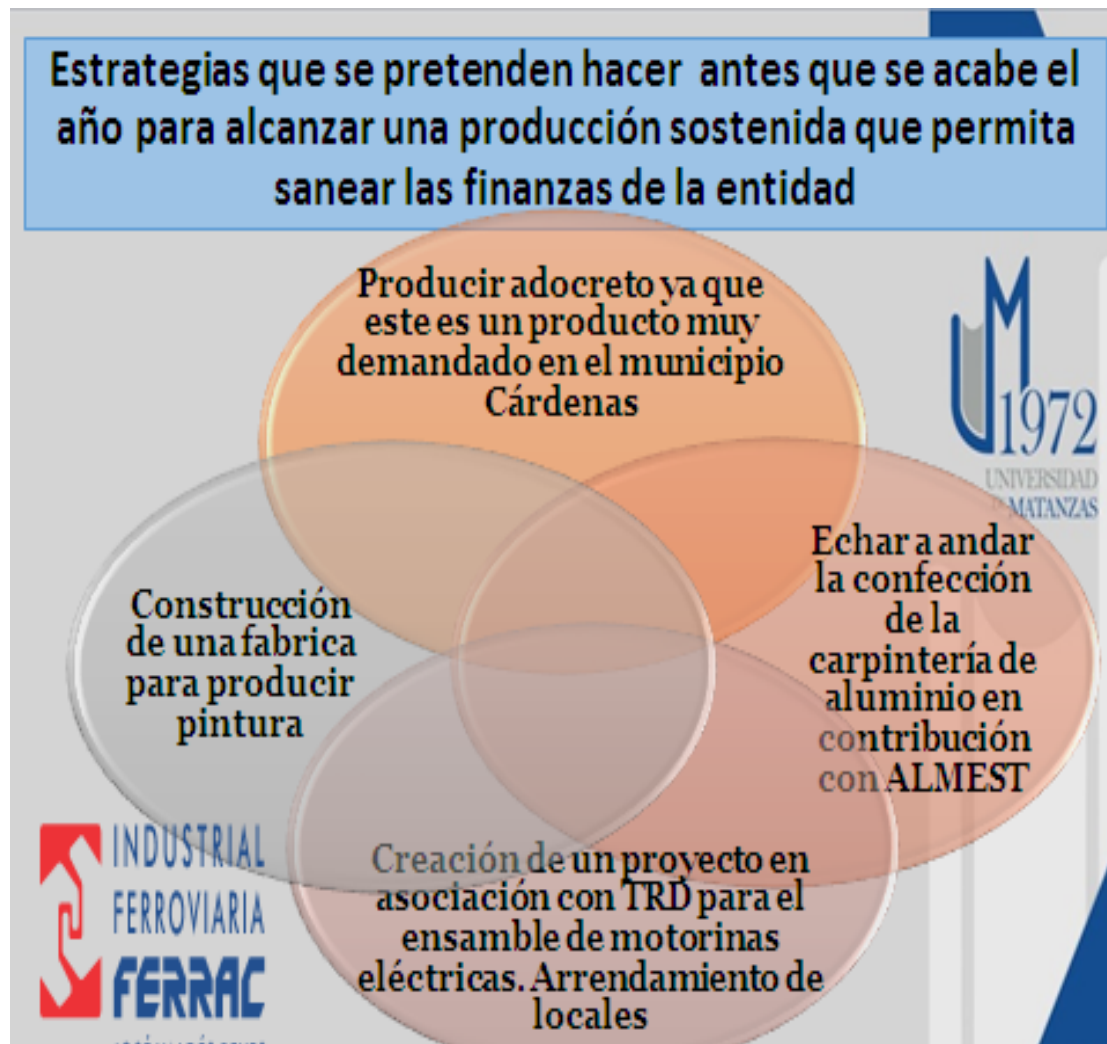 Estrategias que se pretenden hacer antes que se acabe el
año para alcanzar una producción sostenida que permita
sanear las finanzas de la entidad
Producir adocreto ya que
este es un producto muy
demandado en el municipio
Cárdenas
1972
UNIVERSIDAD
DE MATANZAS
Echar a andar
la confección
de la
carpintería de
aluminio en
contribución
con ALMEST
Construcción
de una fabrica
para producir
pintura
Creación de un proyecto en
asociación con TRD para el
ensamble de motorinas
eléctricas. Arrendamiento de
locales
INDUSTRIAL
FERROVIARIA
FERRAC